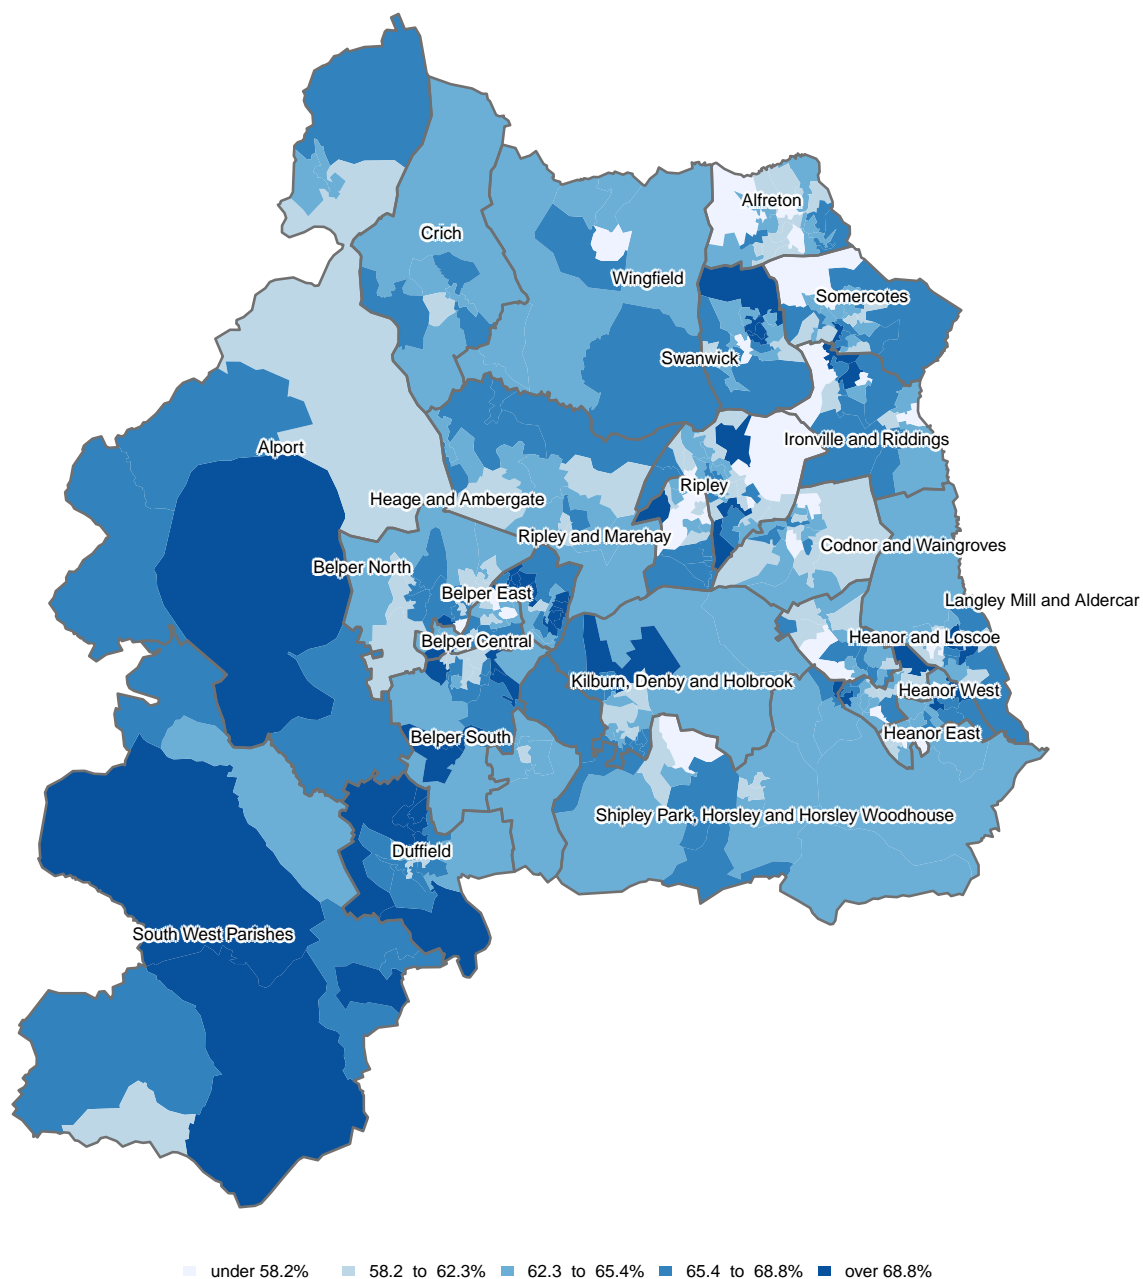 Alfreton
Crich
Wingfield
Somercotes
Swanwick
Ironville and Riddings
Alport
Ripley
Heage and Ambergate
Ripley and Marehay
Codnor and Waingroves
Belper North
Belper East
Langley Mill and Aldercar
Belper Central
Heanor and Loscoe
Kilburn, Denby and Holbrook
Heanor West
Belper South
Heanor East
Shipley Park, Horsley and Horsley Woodhouse
Duffield
South West Parishes
under 58.2% 58.2 to 62.3% 62.3 to 65.4% 65.4 to 68.8% over 68.8%